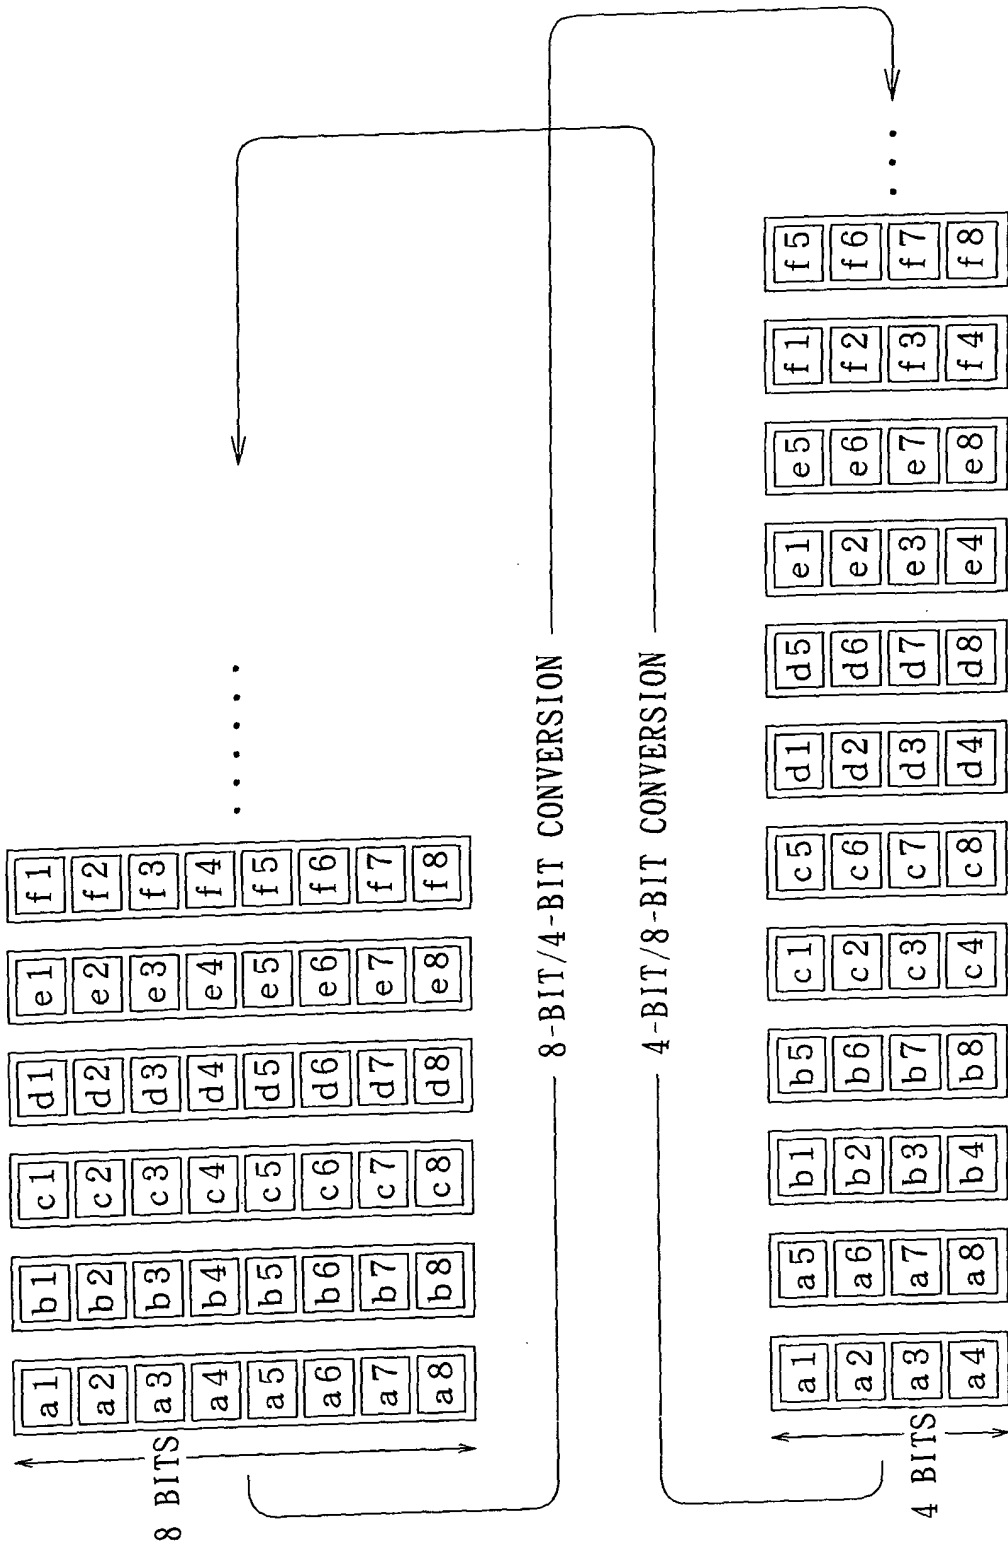 8 BITS
a1 b1 c1 d1 e1 f1
a2 b2 c2 d2 e2 f2
a3 b3 c3 d3 e3 f3
a4 b4 c4 d4 e4 f4
a5 b5 c5 d5 e5 f5
a6 b6 c6 d6 e6 f6
a7 b7 c7 d7 e7 f7
a8 b8 c8 d8 e8 f8
8-BIT/4-BIT CONVERSION
4-BIT/8-BIT CONVERSION
4 BITS
a1 a5 b1 b5 c1 c5 d1 d5 e1 e5 f1 f5
a2 a6 b2 b6 c2 c6 d2 d6 e2 e6 f2 f6
a3 a7 b3 b7 c3 c7 d3 d7 e3 e7 f3 f7
a4 a8 b4 b8 c4 c8 d4 d8 e4 e8 f4 f8